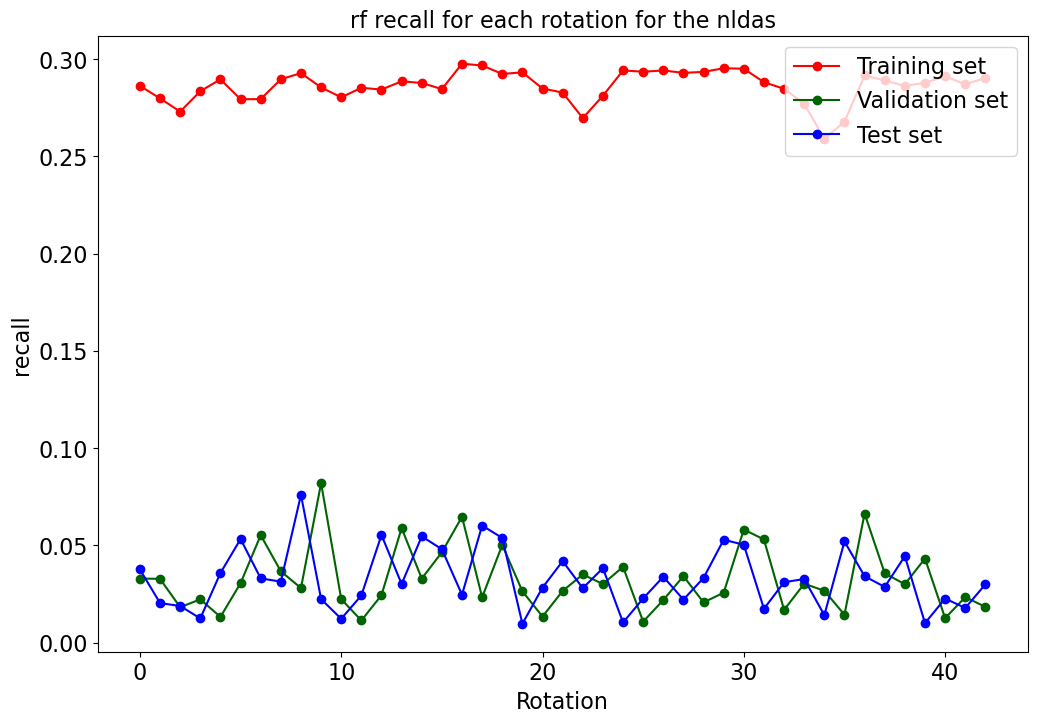 rf recall for each rotation for the nldas
Training set
Validation set
Test set
0.30
0.25
0.20
0.15
0.10
0.05
0.00
recall
0 10 20 30 40
Rotation